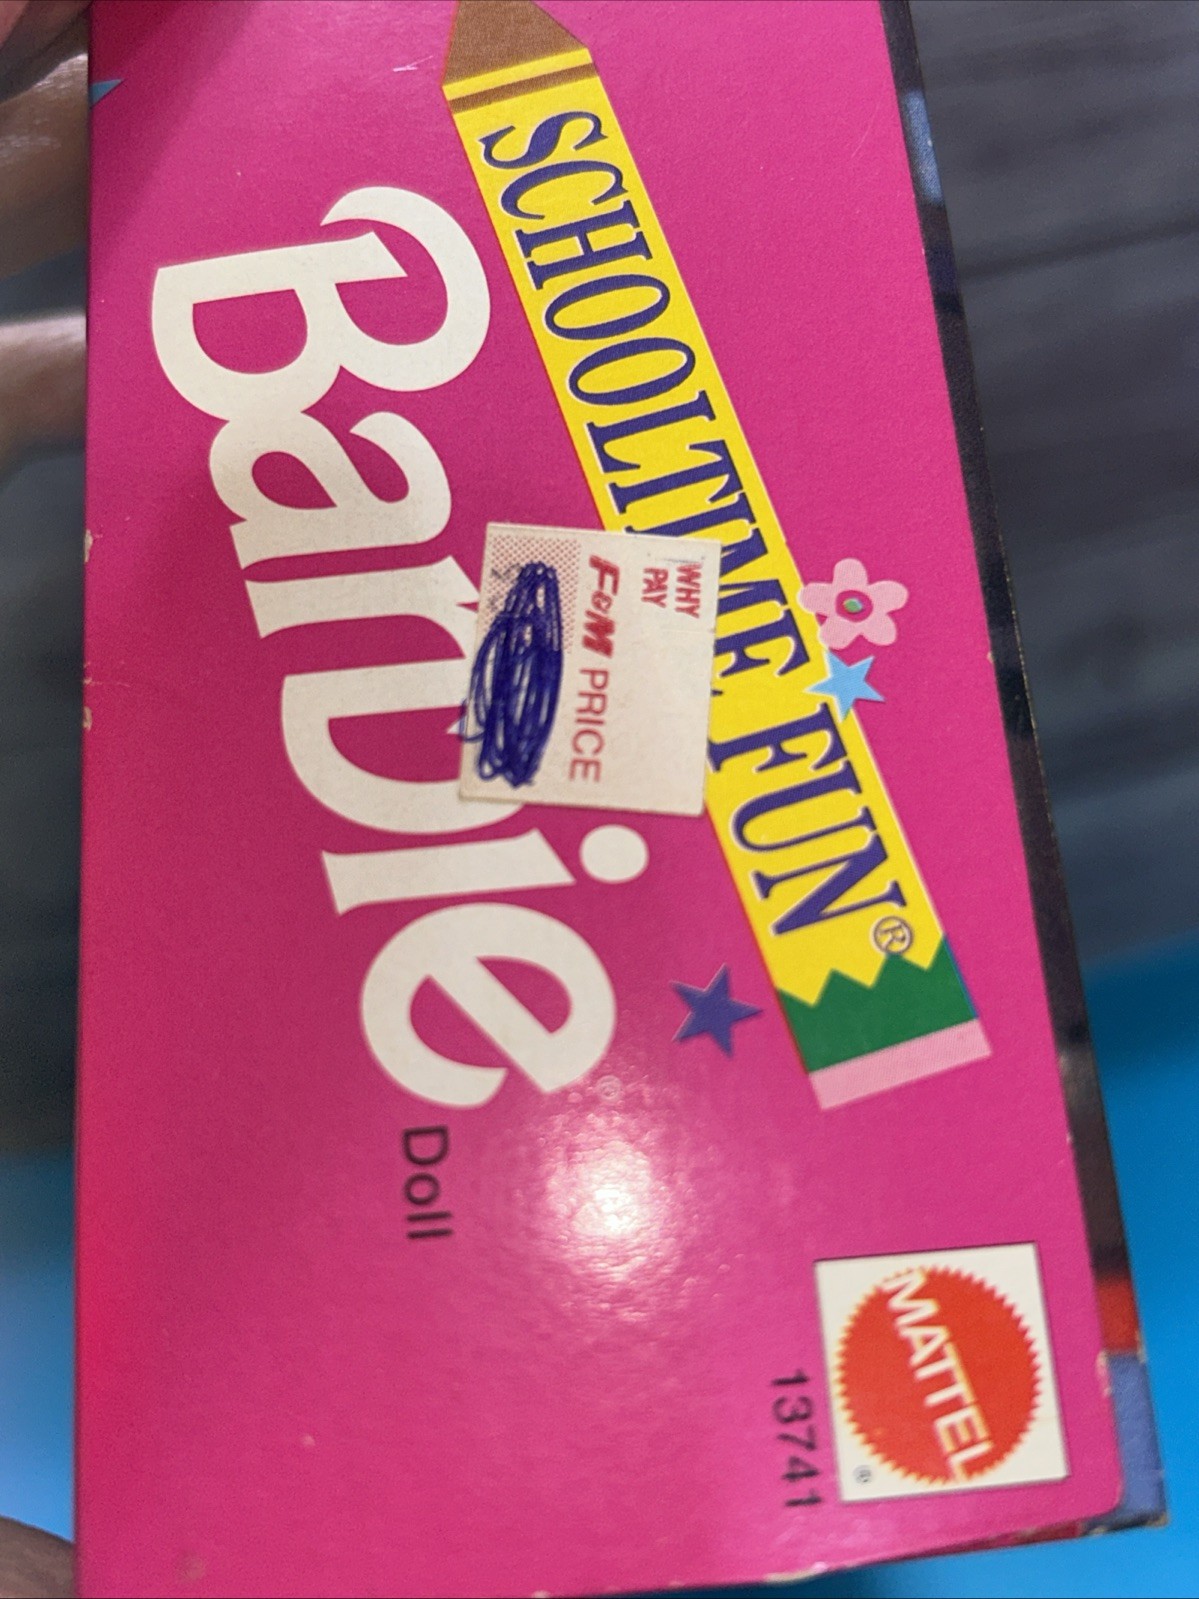 SCHOOLTIME FUN®
Barbie®
Doll
WHY
PAY
F&M PRICE
MATTEL
®
13741